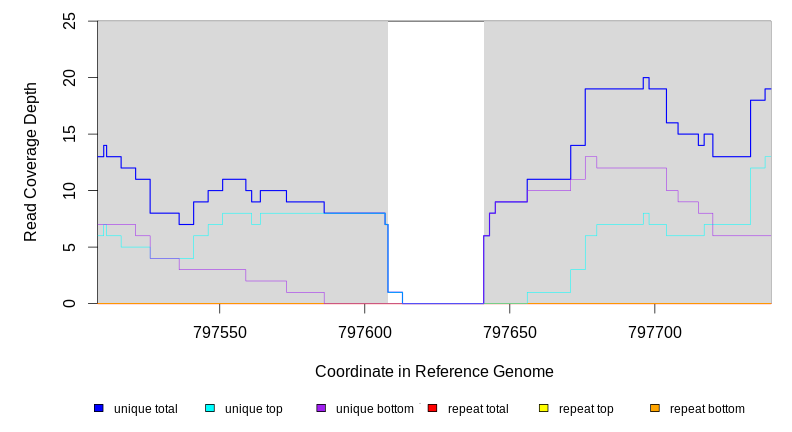 25
20
15
10
5
0
Read Coverage Depth
797550 797600 797650 797700
Coordinate in Reference Genome
unique total unique top unique bottom repeat total repeat top repeat bottom